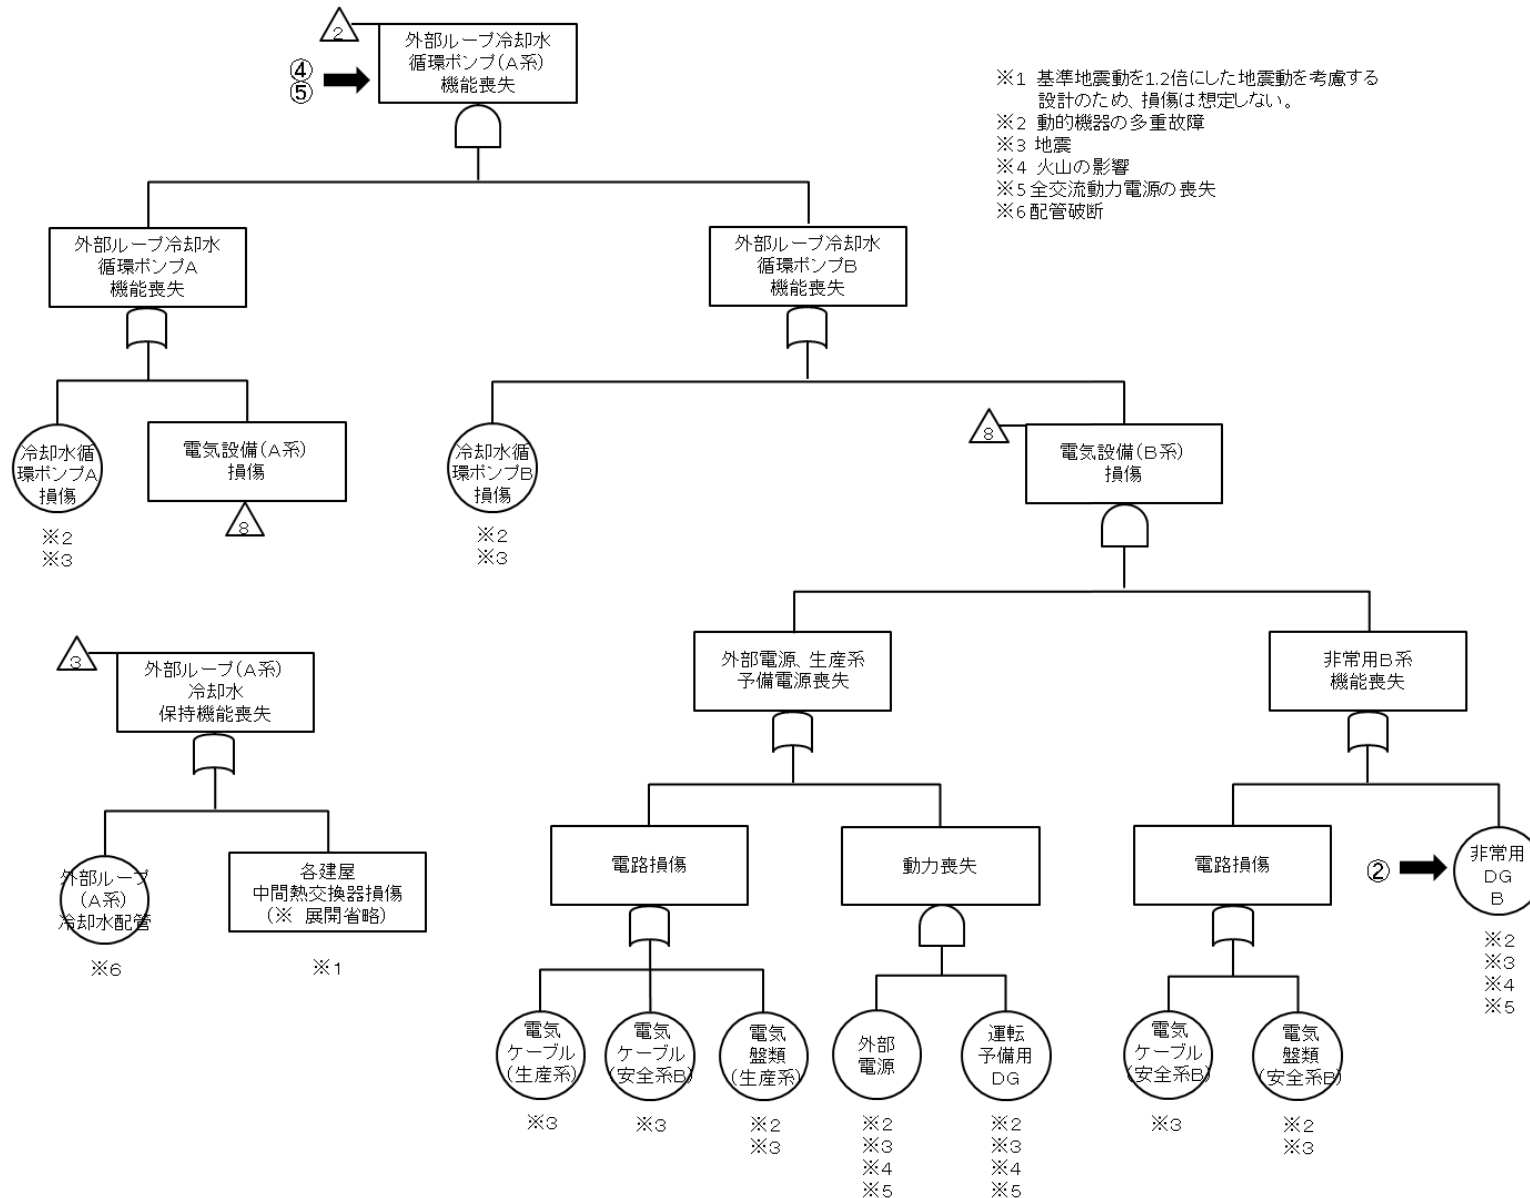 2
外部ループ冷却水
循環ポンプ(A系)
機能喪失
④
⑤
※1 基準地震動を1.2倍にした地震動を考慮する
設計のため、損傷は想定しない。
※2 動的機器の多重故障
※3 地震
※4 火山の影響
※5 全交流動力電源の喪失
※6 配管破断
外部ループ冷却水
循環ポンプA
機能喪失
外部ループ冷却水
循環ポンプB
機能喪失
冷却水循
環ポンプA
損傷
※2
※3
電気設備(A系)
損傷
8
冷却水循
環ポンプB
損傷
※2
※3
8
電気設備(B系)
損傷
3
外部ループ(A系)
冷却水
保持機能喪失
外部電源、生産系
予備電源喪失
非常用B系
機能喪失
外部ループ
(A系)
冷却水配管
※6
各建屋
中間熱交換器損傷
(※ 展開省略)
※1
電路損傷
動力喪失
電路損傷
②
非常用
DG
B
※2
※3
※4
※5
電気
ケーブル
(生産系)
※3
電気
ケーブル
(安全系B)
※3
電気
盤類
(生産系)
※2
※3
外部
電源
※2
※3
※4
※5
運転
予備用
DG
※2
※3
※4
※5
電気
ケーブル
(安全系B)
※3
電気
盤類
(安全系B)
※2
※3